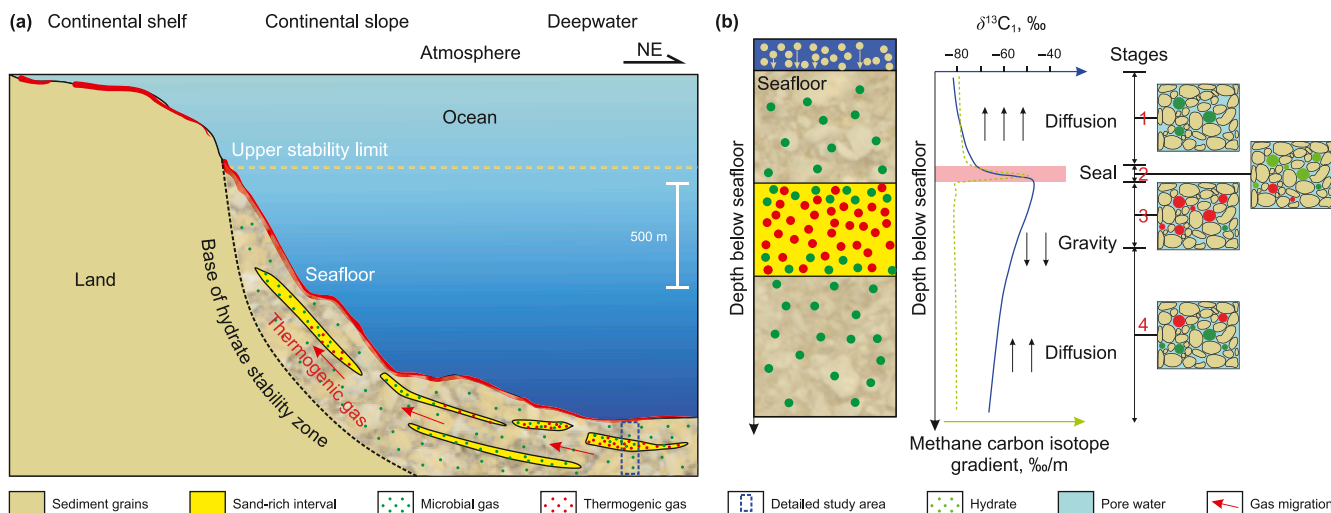 (a)
Continental shelf
Continental slope
Deepwater
Atmosphere
NE
Ocean
Upper stability limit
500 m
Seafloor
Land
Base of hydrate stability zone
Thermogenic gas
(b)
Seafloor
Depth below seafloor
δ¹³C₁, ‰
−80
−60
−40
Depth below seafloor
Diffusion
Seal
Gravity
Diffusion
Methane carbon isotope
gradient, ‰/m
Stages
1
2
3
4
Sediment grains
Sand-rich interval
Microbial gas
Thermogenic gas
Detailed study area
Hydrate
Pore water
Gas migration